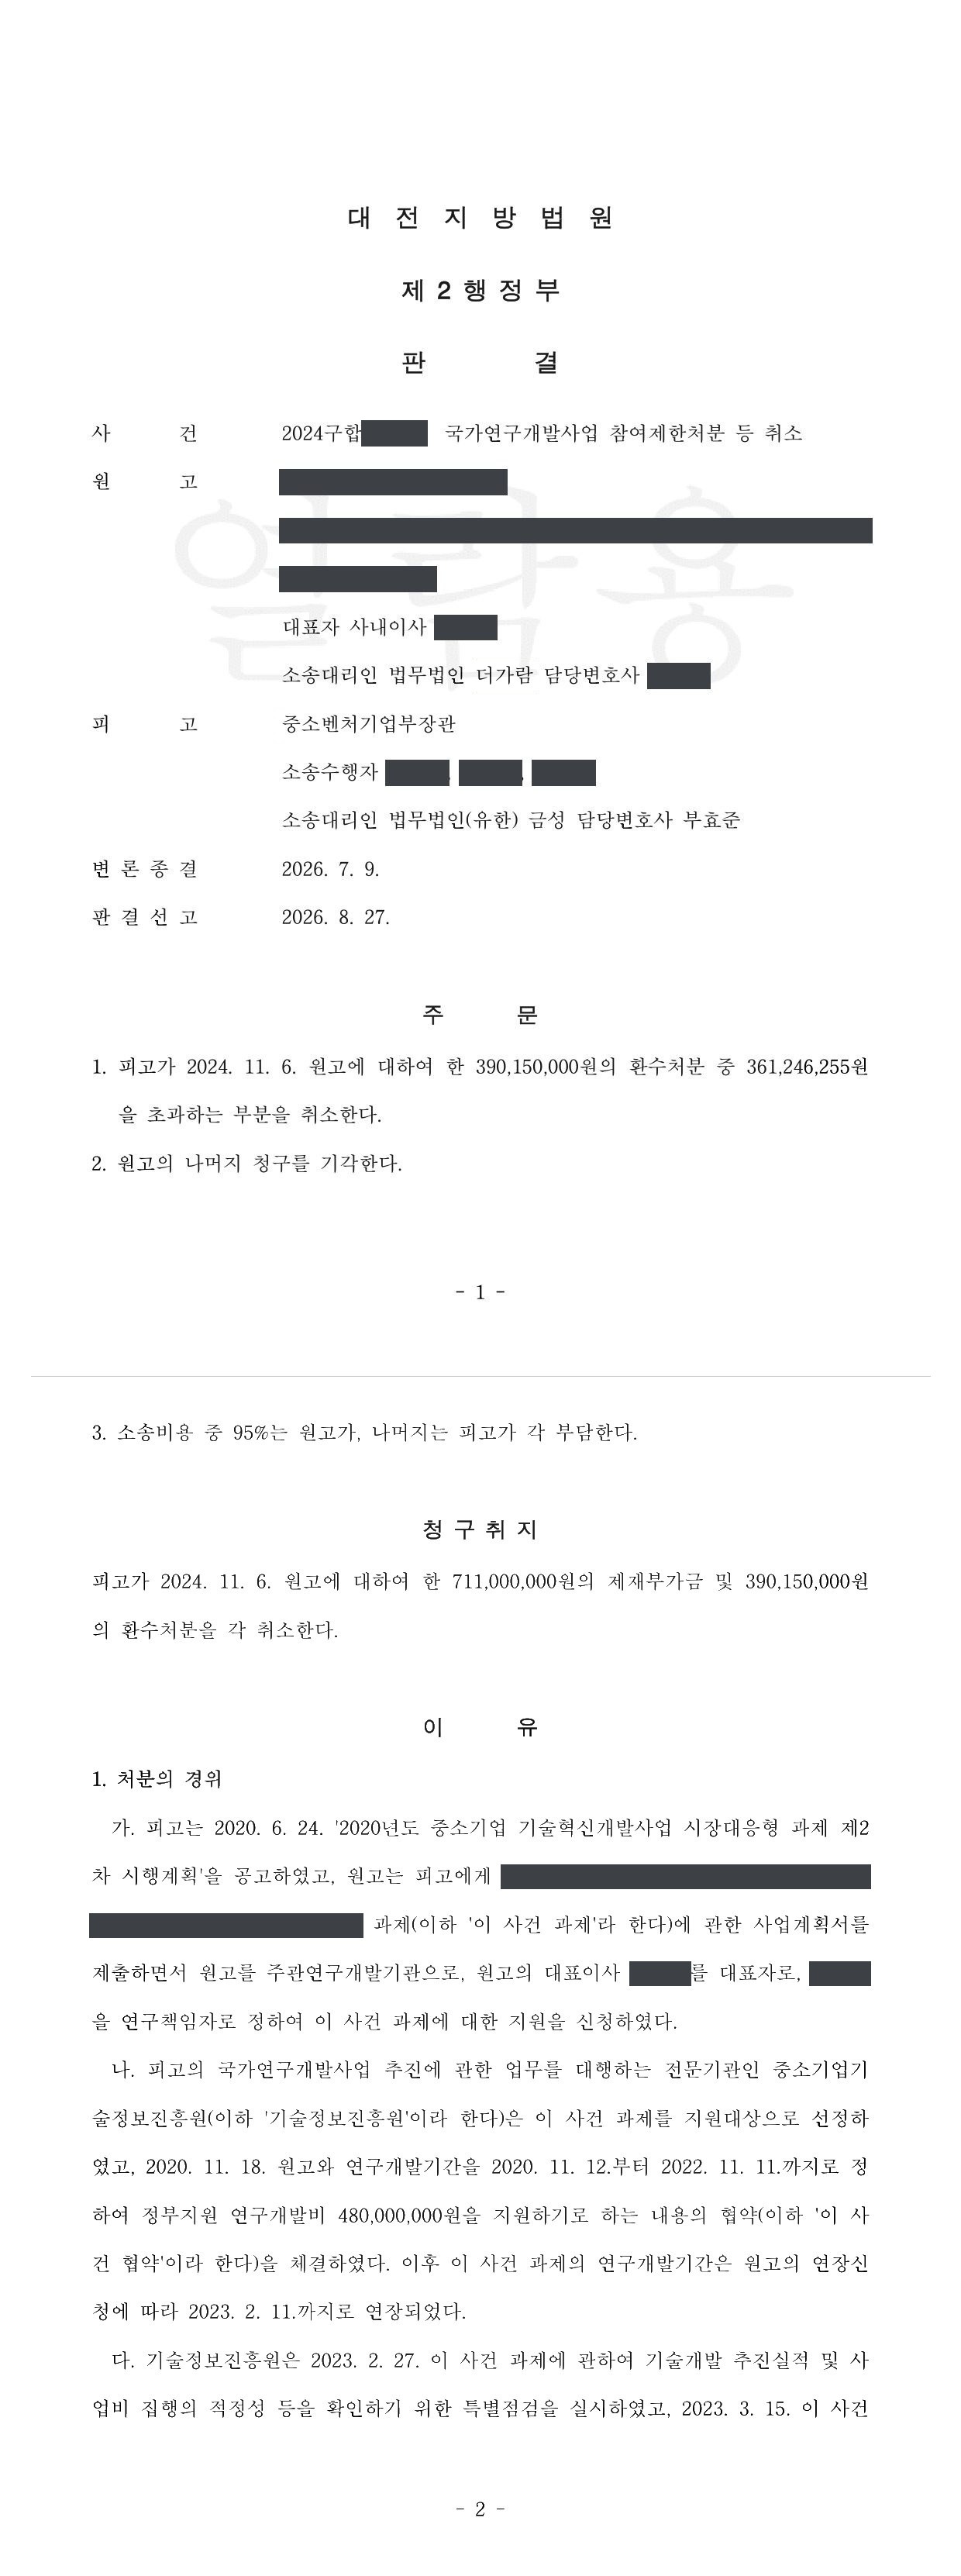 대 전 지 방 법 원
제 2 행 정 부
판 결
사 건 2024구합 국가연구개발사업 참여제한처분 등 취소
원 고
열람용
대표자 사내이사
소송대리인 법무법인 더가람 담당변호사
피 고 중소벤처기업부장관
소송수행자 , ,
소송대리인 법무법인(유한) 금성 담당변호사 부효준
변 론 종 결 2026. 7. 9.
판 결 선 고 2026. 8. 27.
주 문
1. 피고가 2024. 11. 6. 원고에 대하여 한 390,150,000원의 환수처분 중 361,246,255원
을 초과하는 부분을 취소한다.
2. 원고의 나머지 청구를 기각한다.
- 1 -
3. 소송비용 중 95%는 원고가, 나머지는 피고가 각 부담한다.
청 구 취 지
피고가 2024. 11. 6. 원고에 대하여 한 711,000,000원의 제재부가금 및 390,150,000원
의 환수처분을 각 취소한다.
이 유
1. 처분의 경위
가. 피고는 2020. 6. 24. '2020년도 중소기업 기술혁신개발사업 시장대응형 과제 제2
차 시행계획'을 공고하였고, 원고는 피고에게
과제(이하 '이 사건 과제'라 한다)에 관한 사업계획서를
제출하면서 원고를 주관연구개발기관으로, 원고의 대표이사 를 대표자로,
을 연구책임자로 정하여 이 사건 과제에 대한 지원을 신청하였다.
나. 피고의 국가연구개발사업 추진에 관한 업무를 대행하는 전문기관인 중소기업기
술정보진흥원(이하 '기술정보진흥원'이라 한다)은 이 사건 과제를 지원대상으로 선정하
였고, 2020. 11. 18. 원고와 연구개발기간을 2020. 11. 12.부터 2022. 11. 11.까지로 정
하여 정부지원 연구개발비 480,000,000원을 지원하기로 하는 내용의 협약(이하 '이 사
건 협약'이라 한다)을 체결하였다. 이후 이 사건 과제의 연구개발기간은 원고의 연장신
청에 따라 2023. 2. 11.까지로 연장되었다.
다. 기술정보진흥원은 2023. 2. 27. 이 사건 과제에 관하여 기술개발 추진실적 및 사
업비 집행의 적정성 등을 확인하기 위한 특별점검을 실시하였고, 2023. 3. 15. 이 사건
- 2 -